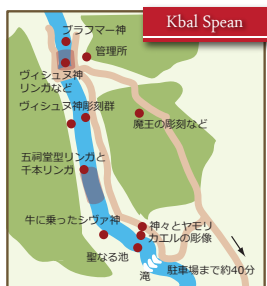 Kbal Spean
ブラフマー神
管理所
ヴィシュヌ神
リンガなど
ヴィシュヌ神彫刻群
魔王の彫刻など
五祠堂型リンガと
千本リンガ
牛に乗ったシヴァ神
神々とヤモリ
カエルの彫像
聖なる池
滝
駐車場まで約40分